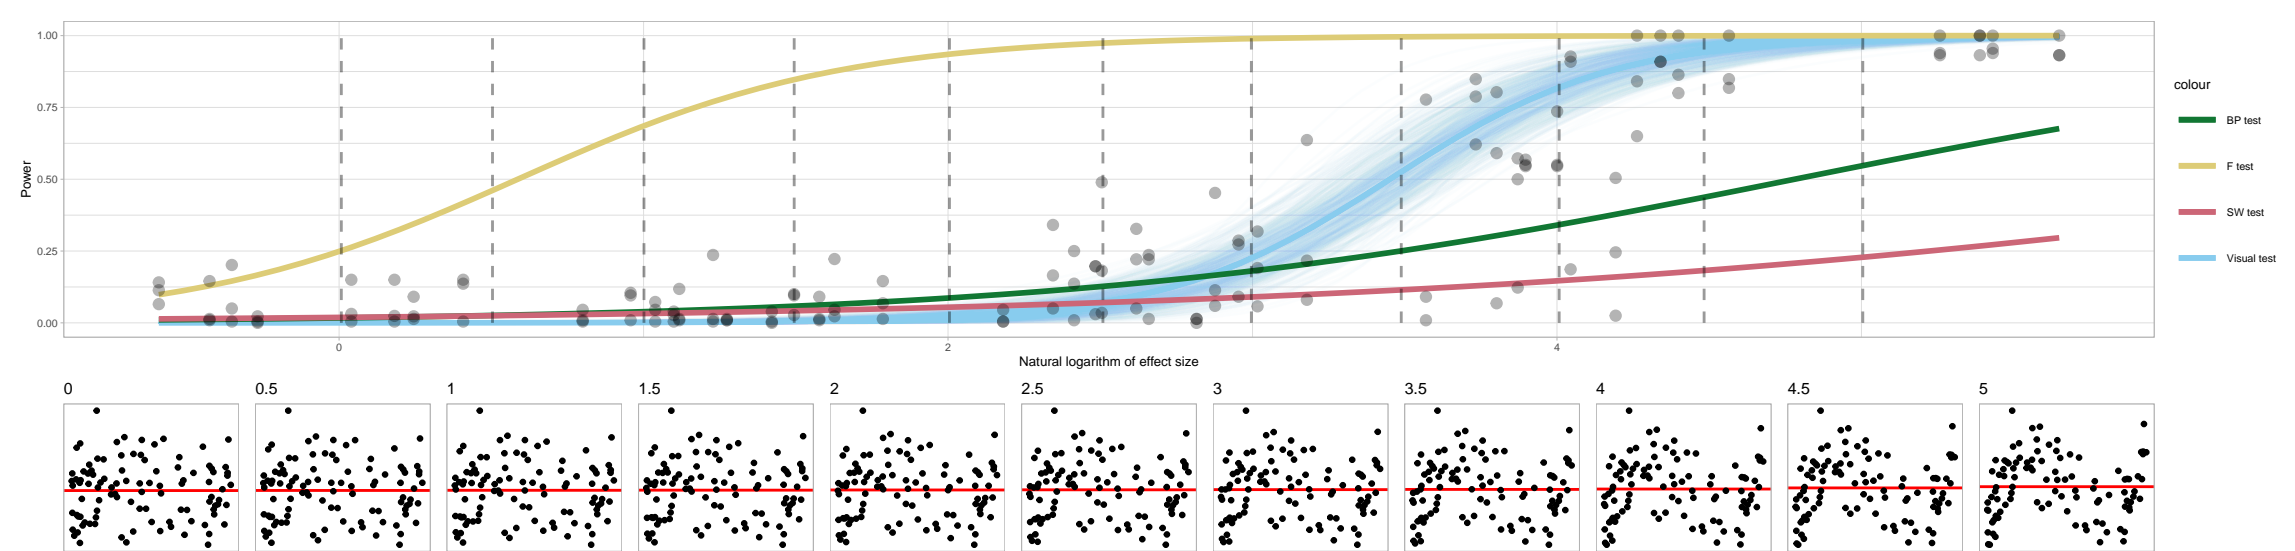 1.00
0.75
0.50
0.25
0.00
Power
0 2 4
Natural logarithm of effect size
colour
BP test
F test
SW test
Visual test
0 0.5 1 1.5 2 2.5 3 3.5 4 4.5 5